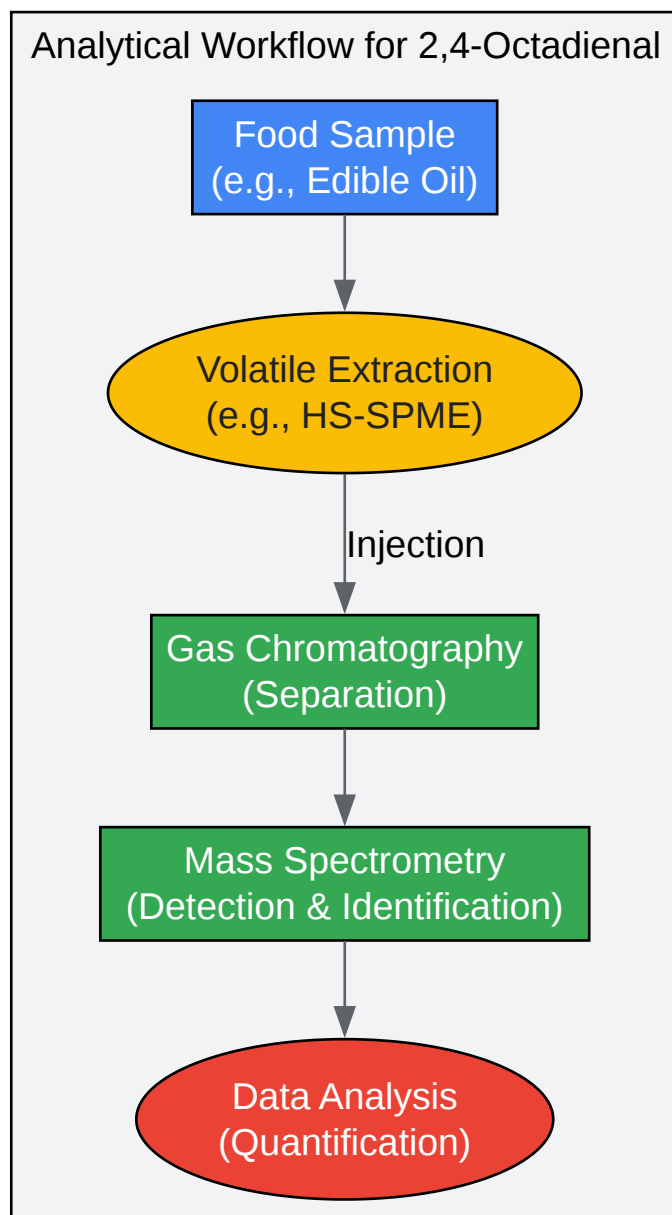 Analytical Workflow for 2,4-Octadienal
Food Sample
(e.g., Edible Oil)
Volatile Extraction
(e.g., HS-SPME)
Injection
Gas Chromatography
(Separation)
Mass Spectrometry
(Detection & Identification)
Data Analysis
(Quantification)